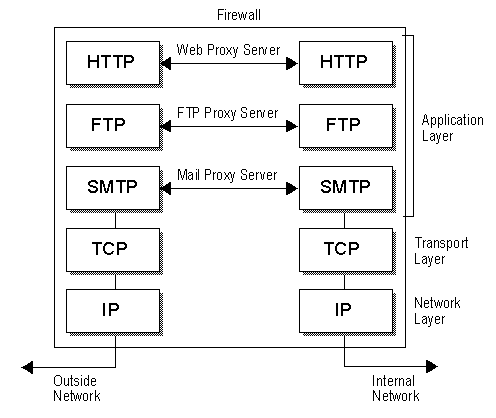 Firewall
HTTP
Web Proxy Server
HTTP
FTP
FTP Proxy Server
FTP
Application
Layer
SMTP
Mail Proxy Server
SMTP
TCP
TCP
Transport
Layer
IP
IP
Network
Layer
Outside
Network
Internal
Network